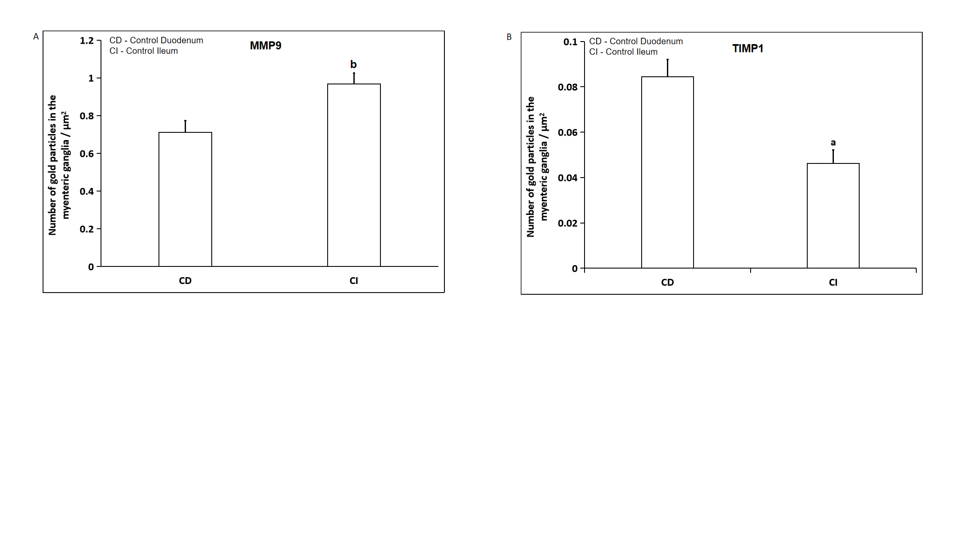 A
CD - Control Duodenum
CI - Control Ileum
MMP9
Number of gold particles in the
myenteric ganglia / µm²
1.2
1
0.8
0.6
0.4
0.2
0
b
CD
CI
B
CD - Control Duodenum
CI - Control Ileum
TIMP1
Number of gold particles in the
myenteric ganglia / µm²
0.1
0.08
0.06
0.04
0.02
0
a
CD
CI